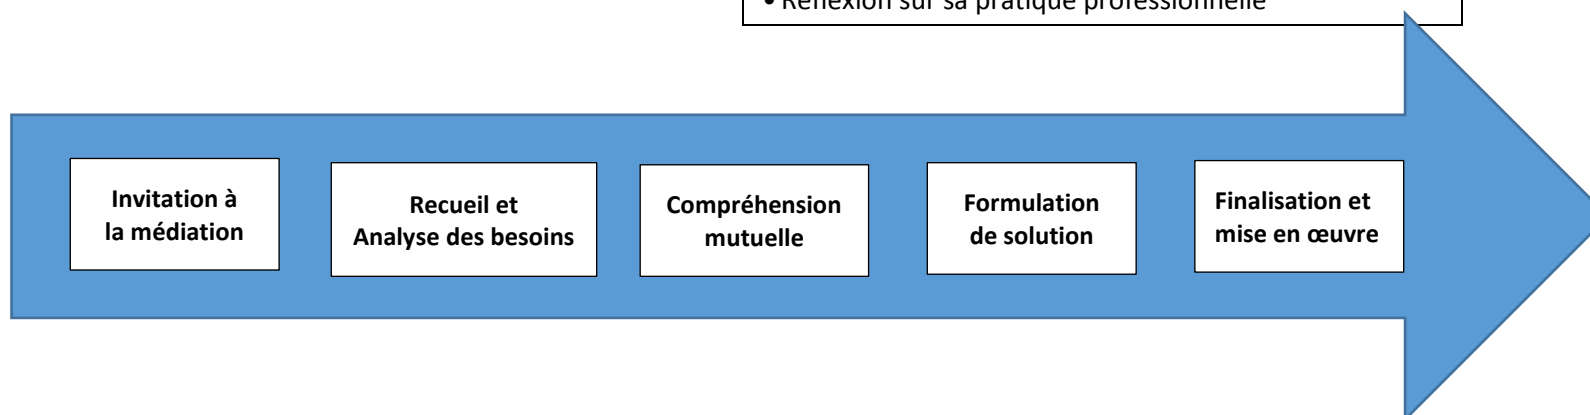 • Réflexion sur sa pratique professionnelle
Invitation à
la médiation
Recueil et
Analyse des besoins
Compréhension
mutuelle
Formulation
de solution
Finalisation et
mise en œuvre